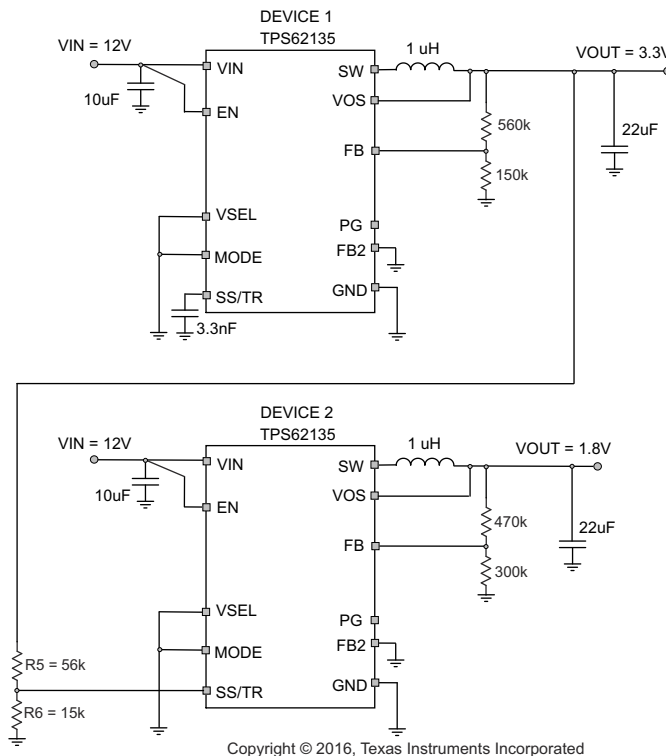 DEVICE 1
TPS62135
VIN = 12V
10uF
VIN
EN
VSEL
MODE
SS/TR
3.3nF
SW
VOS
FB
PG
FB2
GND
1 uH
VOUT = 3.3V
560k
150k
22uF
DEVICE 2
TPS62135
VIN = 12V
10uF
VIN
EN
VSEL
MODE
SS/TR
SW
VOS
FB
PG
FB2
GND
1 uH
VOUT = 1.8V
470k
300k
22uF
R5 = 56k
R6 = 15k
Copyright © 2016, Texas Instruments Incorporated